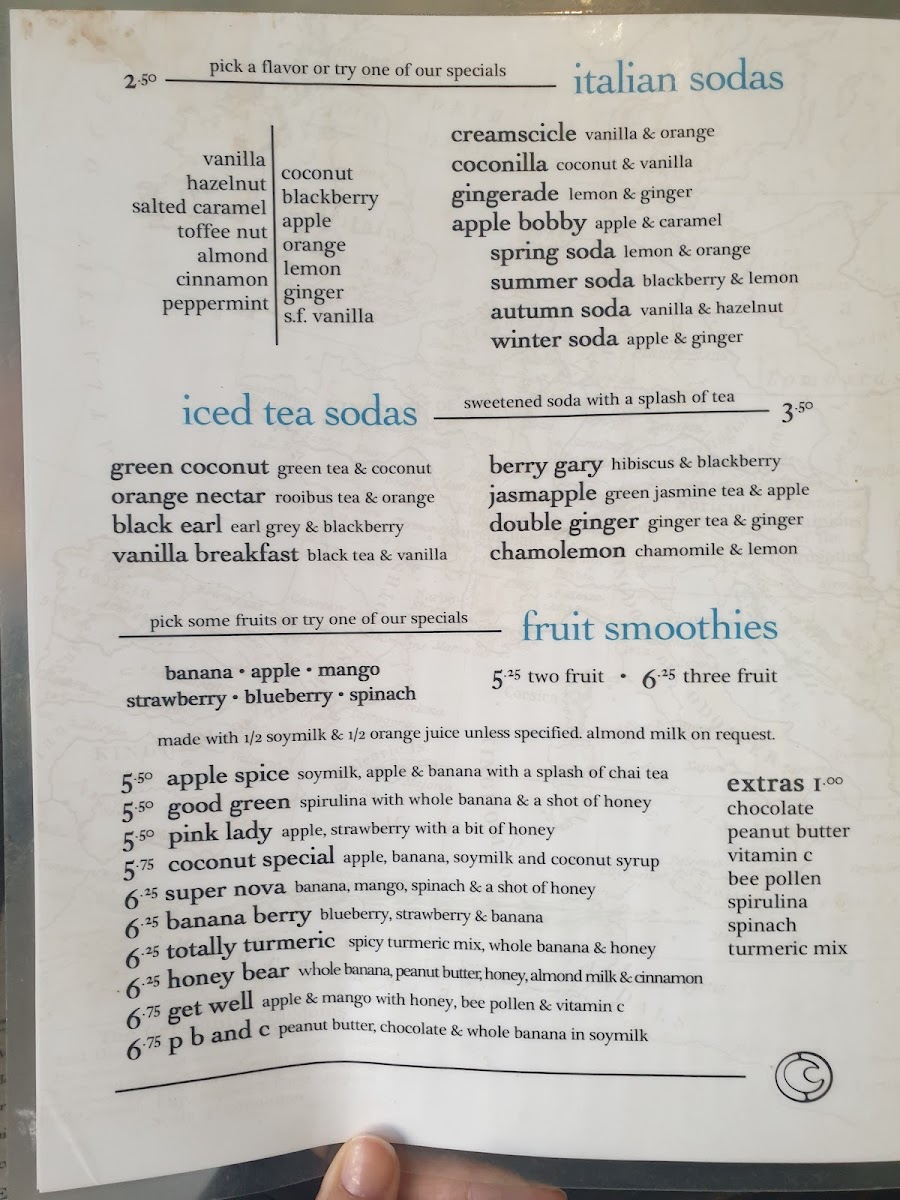 2.50 pick a flavor or try one of our specials italian sodas
vanilla
hazelnut
salted caramel
toffee nut
almond
cinnamon
peppermint
coconut
blackberry
apple
orange
lemon
ginger
s.f. vanilla
creamscicle vanilla & orange
coconilla coconut & vanilla
gingerade lemon & ginger
apple bobby apple & caramel
spring soda lemon & orange
summer soda blackberry & lemon
autumn soda vanilla & hazelnut
winter soda apple & ginger
iced tea sodas sweetened soda with a splash of tea 3.50
green coconut green tea & coconut
orange nectar rooibus tea & orange
black earl earl grey & blackberry
vanilla breakfast black tea & vanilla
berry gary hibiscus & blackberry
jasmapple green jasmine tea & apple
double ginger ginger tea & ginger
chamolemon chamomile & lemon
pick some fruits or try one of our specials fruit smoothies
banana • apple • mango
strawberry • blueberry • spinach
5.25 two fruit • 6.25 three fruit
made with 1/2 soymilk & 1/2 orange juice unless specified. almond milk on request.
5.50 apple spice soymilk, apple & banana with a splash of chai tea
5.50 good green spirulina with whole banana & a shot of honey
5.50 pink lady apple, strawberry with a bit of honey
5.75 coconut special apple, banana, soymilk and coconut syrup
6.25 super nova banana, mango, spinach & a shot of honey
6.25 banana berry blueberry, strawberry & banana
6.25 totally turmeric spicy turmeric mix, whole banana & honey
6.25 honey bear whole banana, peanut butter, honey, almond milk & cinnamon
6.75 get well apple & mango with honey, bee pollen & vitamin c
6.75 p b and c peanut butter, chocolate & whole banana in soymilk
extras 1.00
chocolate
peanut butter
vitamin c
bee pollen
spirulina
spinach
turmeric mix